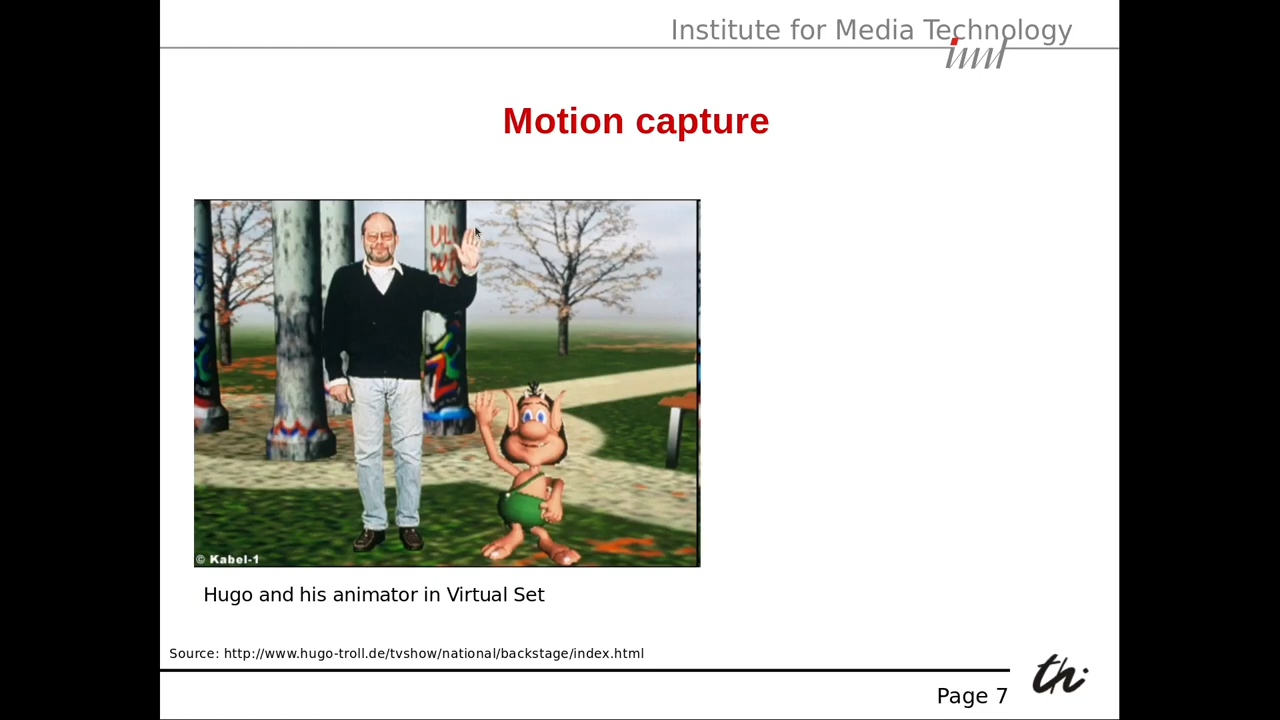 Institute for Media Technology
imt
Motion capture
© Kabel-1
Hugo and his animator in Virtual Set
Source: http://www.hugo-troll.de/tvshow/national/backstage/index.html
th
Page 7